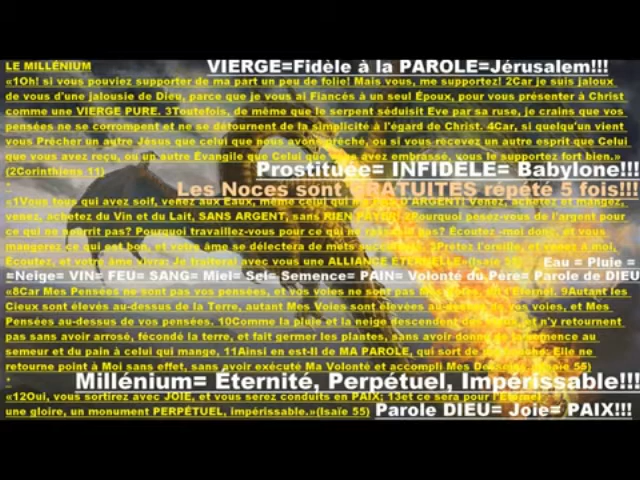 LE MILLÉNIUM VIERGE=Fidèle à la PAROLE=Jérusalem!!!
«1Oh! si vous pouviez supporter de ma part un peu de folie! Mais vous, me supportez! 2Car je suis jaloux
de vous d'une jalousie de Dieu, parce que je vous ai Fiancés à un seul Époux, pour vous présenter à Christ
comme une VIERGE PURE. 3Toutefois, de même que le serpent séduisit Eve par sa ruse, je crains que vos
pensées ne se corrompent et ne se détournent de la simplicité à l'égard de Christ. 4Car, si quelqu'un vient
vous Prêcher un autre Jésus que celui que nous avons prêché, ou si vous recevez un autre esprit que Celui
que vous avez reçu, ou un autre Évangile que Celui que vous avez embrassé, vous le supportez fort bien.»
(2Corinthiens 11) Prostituée= INFIDÈLE= Babylone!!!
Les Noces sont GRATUITES répété 5 fois!!!
«1Vous tous qui avez soif, venez aux Eaux, même celui qui n'a PAS D'ARGENT! Venez, achetez et mangez,
venez, achetez du Vin et du Lait, SANS ARGENT, sans RIEN PAYER! 2Pourquoi pesez-vous de l'argent pour
ce qui ne nourrit pas? Pourquoi travaillez-vous pour ce qui ne rassasie pas? Écoutez-moi donc, et vous
mangerez ce qui est bon, et votre âme se délectera de mets succulents. 3Prêtez l'oreille, et venez à moi,
Écoutez, et votre âme vivra: Je traiterai avec vous une ALLIANCE ÉTERNELLE»(Isaïe 55) Eau = Pluie =
=Neige= VIN= FEU= SANG= Miel= Sel= Semence= PAIN= Volonté du Père= Parole de DIEU
«8Car Mes Pensées ne sont pas vos pensées, et vos voies ne sont pas Mes Voies, dit l'Éternel. 9Autant les
Cieux sont élevés au-dessus de la Terre, autant Mes Voies sont élevées au-dessus de vos voies, et Mes
Pensées au-dessus de vos pensées. 10Comme la pluie et la neige descendent des cieux, et n'y retournent
pas sans avoir arrosé, fécondé la terre, et fait germer les plantes, sans avoir donné de la semence au
semeur et du pain à celui qui mange, 11Ainsi en est-Il de MA PAROLE, qui sort de Ma bouche: Elle ne
retourne point à Moi sans effet, sans avoir exécuté Ma Volonté et accompli Mes Desseins.» (Isaïe 55)
Millénium= Éternité, Perpétuel, Impérissable!!!
«12Oui, vous sortirez avec JOIE, et vous serez conduits en PAIX; 13et ce sera pour l'Éternel
une gloire, un monument PERPÉTUEL, impérissable.»(Isaïe 55) Parole DIEU= Joie= PAIX!!!